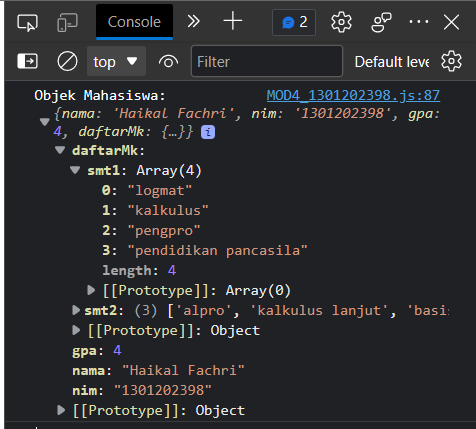 Console
2
top
Filter
Default leve
Objek Mahasiswa: MOD4_1301202398.js:87
{nama: 'Haikal Fachri', nim: '1301202398', gpa:
4, daftarMk: {…}} i
daftarMk:
smt1: Array(4)
0: "logmat"
1: "kalkulus"
2: "pengpro"
3: "pendidikan pancasila"
length: 4
[[Prototype]]: Array(0)
smt2: (3) ['alpro', 'kalkulus lanjut', 'basis
[[Prototype]]: Object
gpa: 4
nama: "Haikal Fachri"
nim: "1301202398"
[[Prototype]]: Object